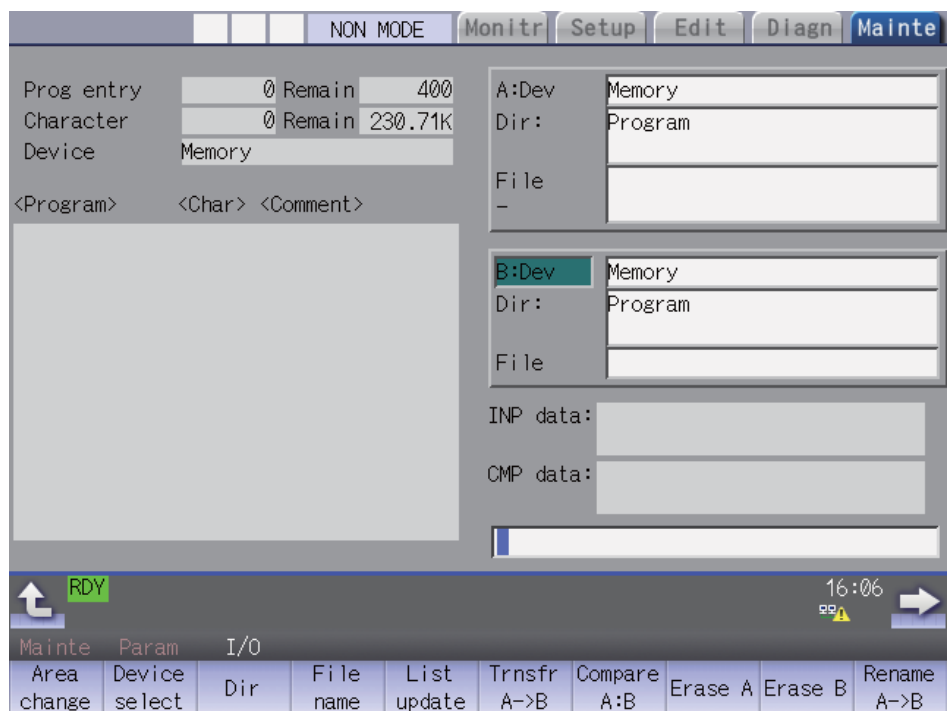 NON MODE Monitr Setup Edit Diagn Mainte
Prog entry 0 Remain 400
Character 0 Remain 230.71K
Device Memory
<Program> <Char> <Comment>
A:Dev Memory
Dir: Program
File
–
B:Dev Memory
Dir: Program
File
INP data:
CMP data:
RDY
16:06
Mainte Param I/O
Area change
Device select
Dir
File name
List update
Trnsfr A->B
Compare A:B
Erase A
Erase B
Rename A->B